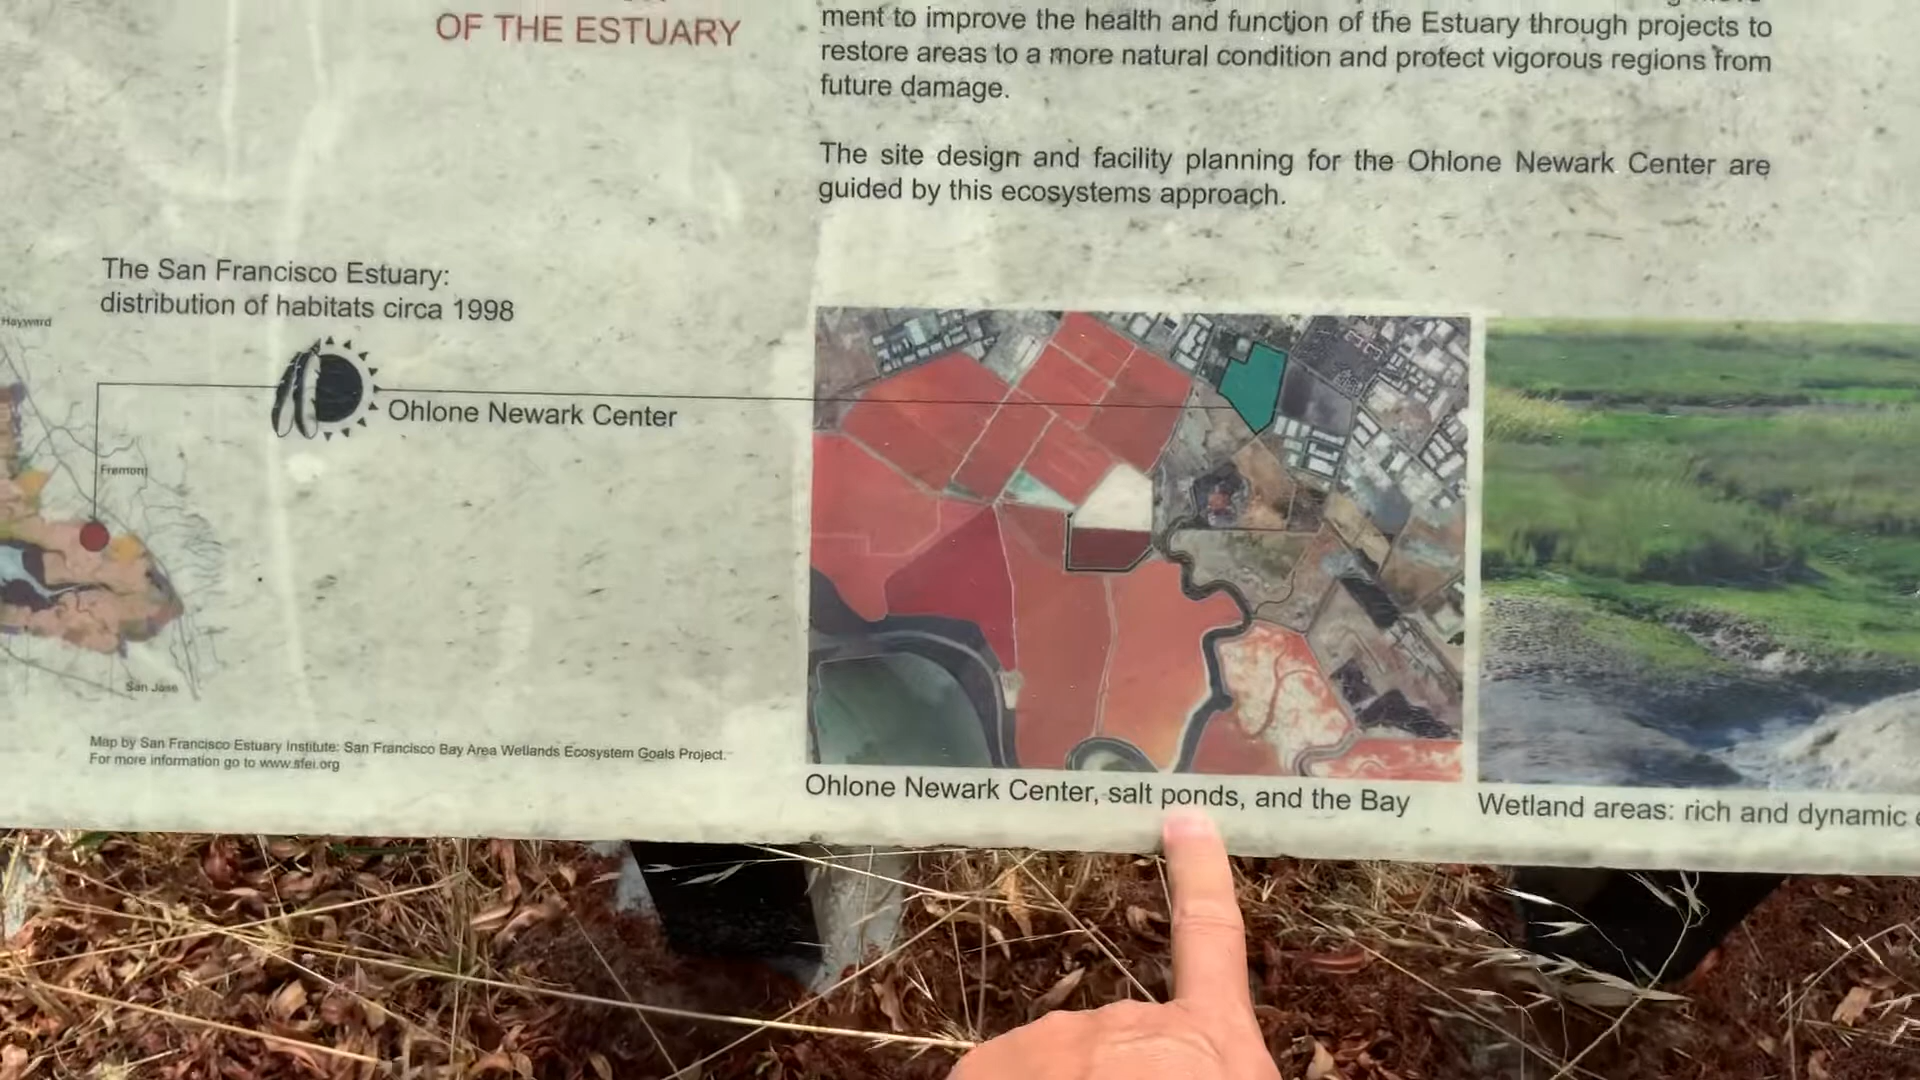 OF THE ESTUARY
ment to improve the health and function of the Estuary through projects to
restore areas to a more natural condition and protect vigorous regions from
future damage.
The site design and facility planning for the Ohlone Newark Center are
guided by this ecosystems approach.
The San Francisco Estuary:
distribution of habitats circa 1998
Hayward
Ohlone Newark Center
Fremont
San Jose
Map by San Francisco Estuary Institute: San Francisco Bay Area Wetlands Ecosystem Goals Project.
For more information go to www.sfei.org
Ohlone Newark Center, salt ponds, and the Bay
Wetland areas: rich and dynamic